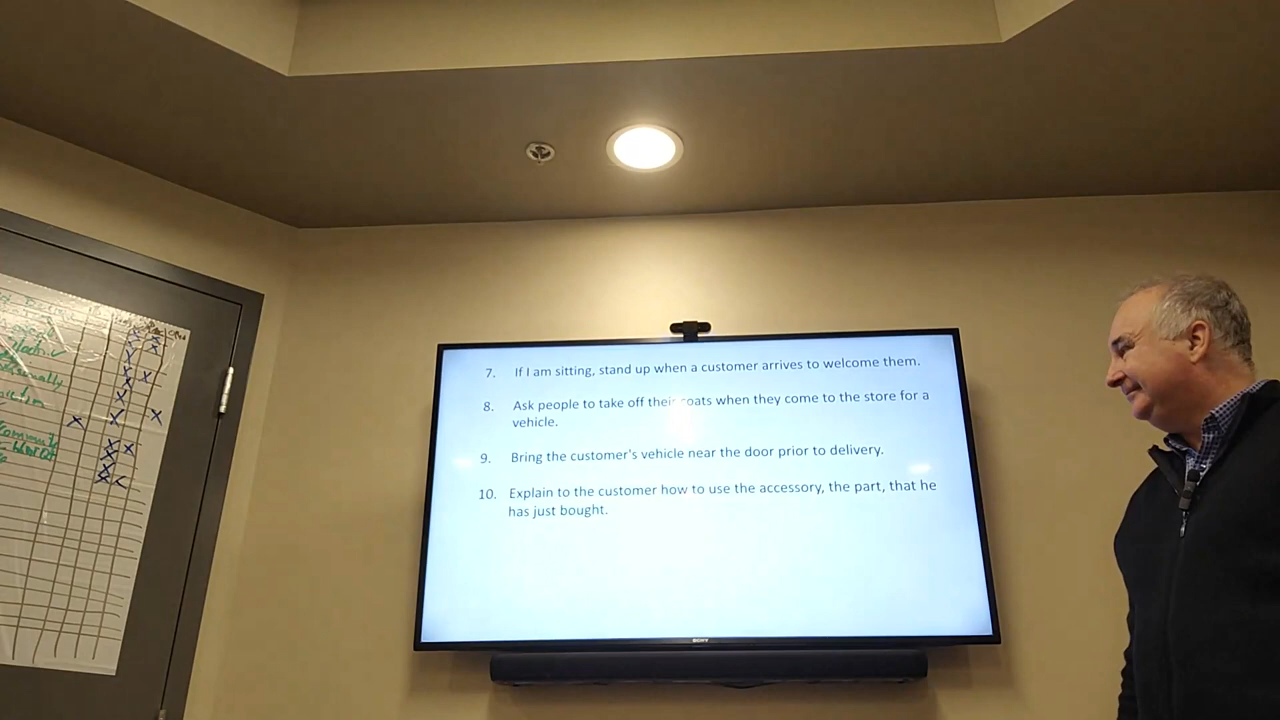 7. If I am sitting, stand up when a customer arrives to welcome them.
8. Ask people to take off their coats when they come to the store for a
vehicle.
9. Bring the customer's vehicle near the door prior to delivery.
10. Explain to the customer how to use the accessory, the part, that he
has just bought.
SONY